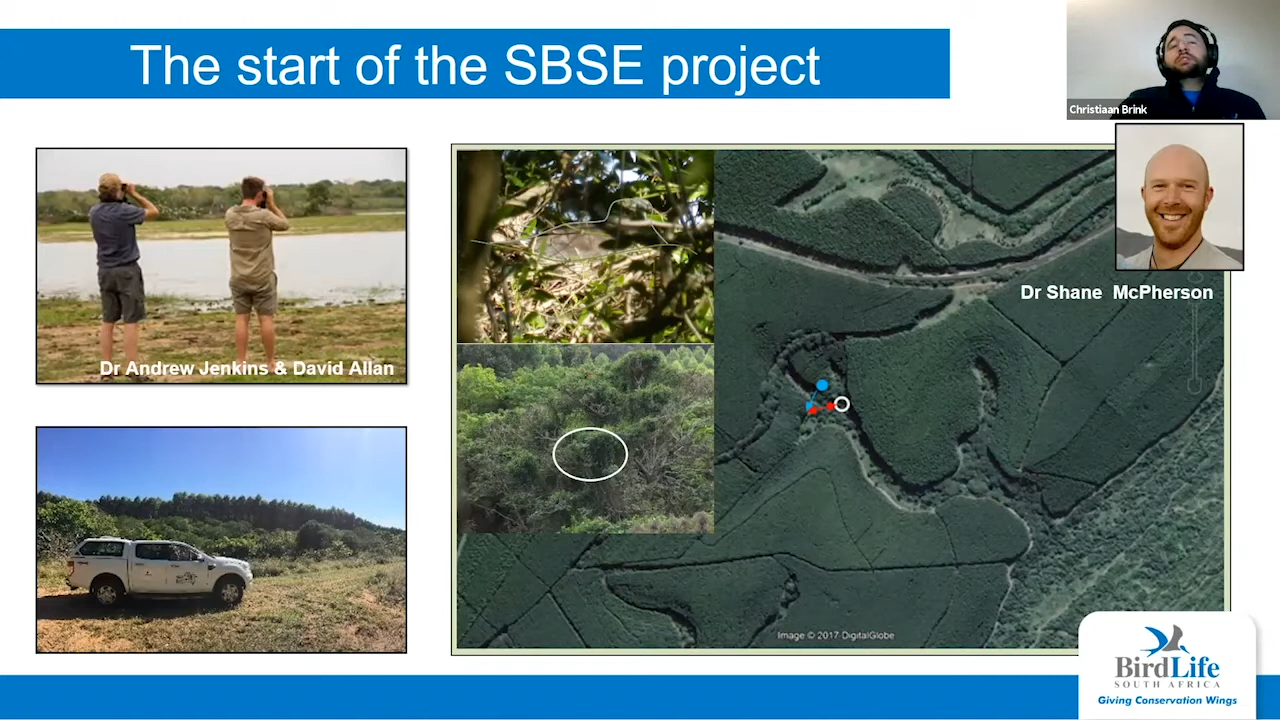 The start of the SBSE project
Christiaan Brink
Dr Andrew Jenkins & David Allan
Dr Shane McPherson
Image © 2017 DigitalGlobe
BirdLife
SOUTH AFRICA
Giving Conservation Wings